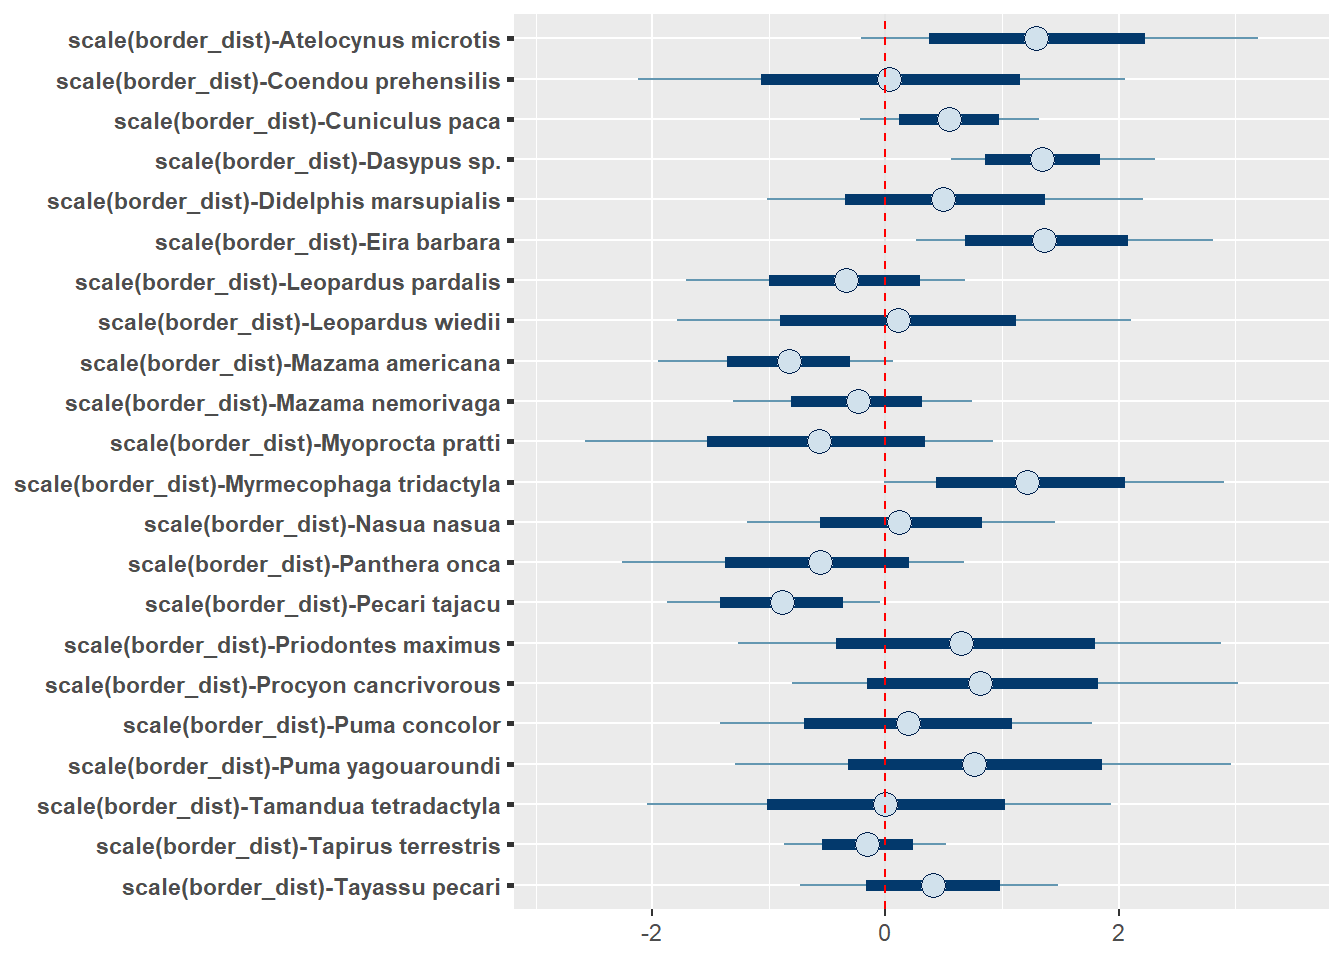 scale(border_dist)-Atelocynus microtis
scale(border_dist)-Coendou prehensilis
scale(border_dist)-Cuniculus paca
scale(border_dist)-Dasypus sp.
scale(border_dist)-Didelphis marsupialis
scale(border_dist)-Eira barbara
scale(border_dist)-Leopardus pardalis
scale(border_dist)-Leopardus wiedii
scale(border_dist)-Mazama americana
scale(border_dist)-Mazama nemorivaga
scale(border_dist)-Myoprocta pratti
scale(border_dist)-Myrmecophaga tridactyla
scale(border_dist)-Nasua nasua
scale(border_dist)-Panthera onca
scale(border_dist)-Pecari tajacu
scale(border_dist)-Priodontes maximus
scale(border_dist)-Procyon cancrivorous
scale(border_dist)-Puma concolor
scale(border_dist)-Puma yagouaroundi
scale(border_dist)-Tamandua tetradactyla
scale(border_dist)-Tapirus terrestris
scale(border_dist)-Tayassu pecari
-2 0 2